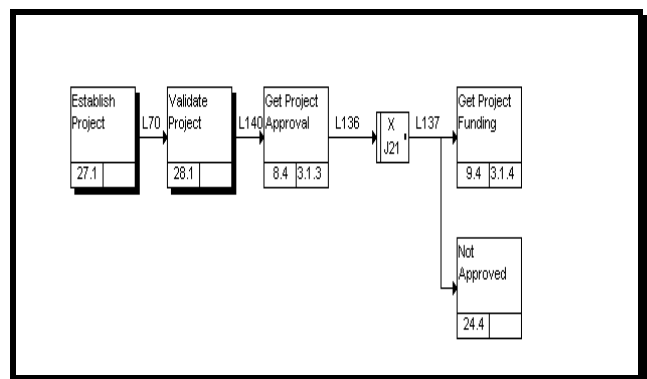 Establish
Project
27.1
L70
Validate
Project
28.1
L140
Get Project
Approval
8.4 3.1.3
L136
X
J21
L137
Get Project
Funding
9.4 3.1.4
Not
Approved
24.4